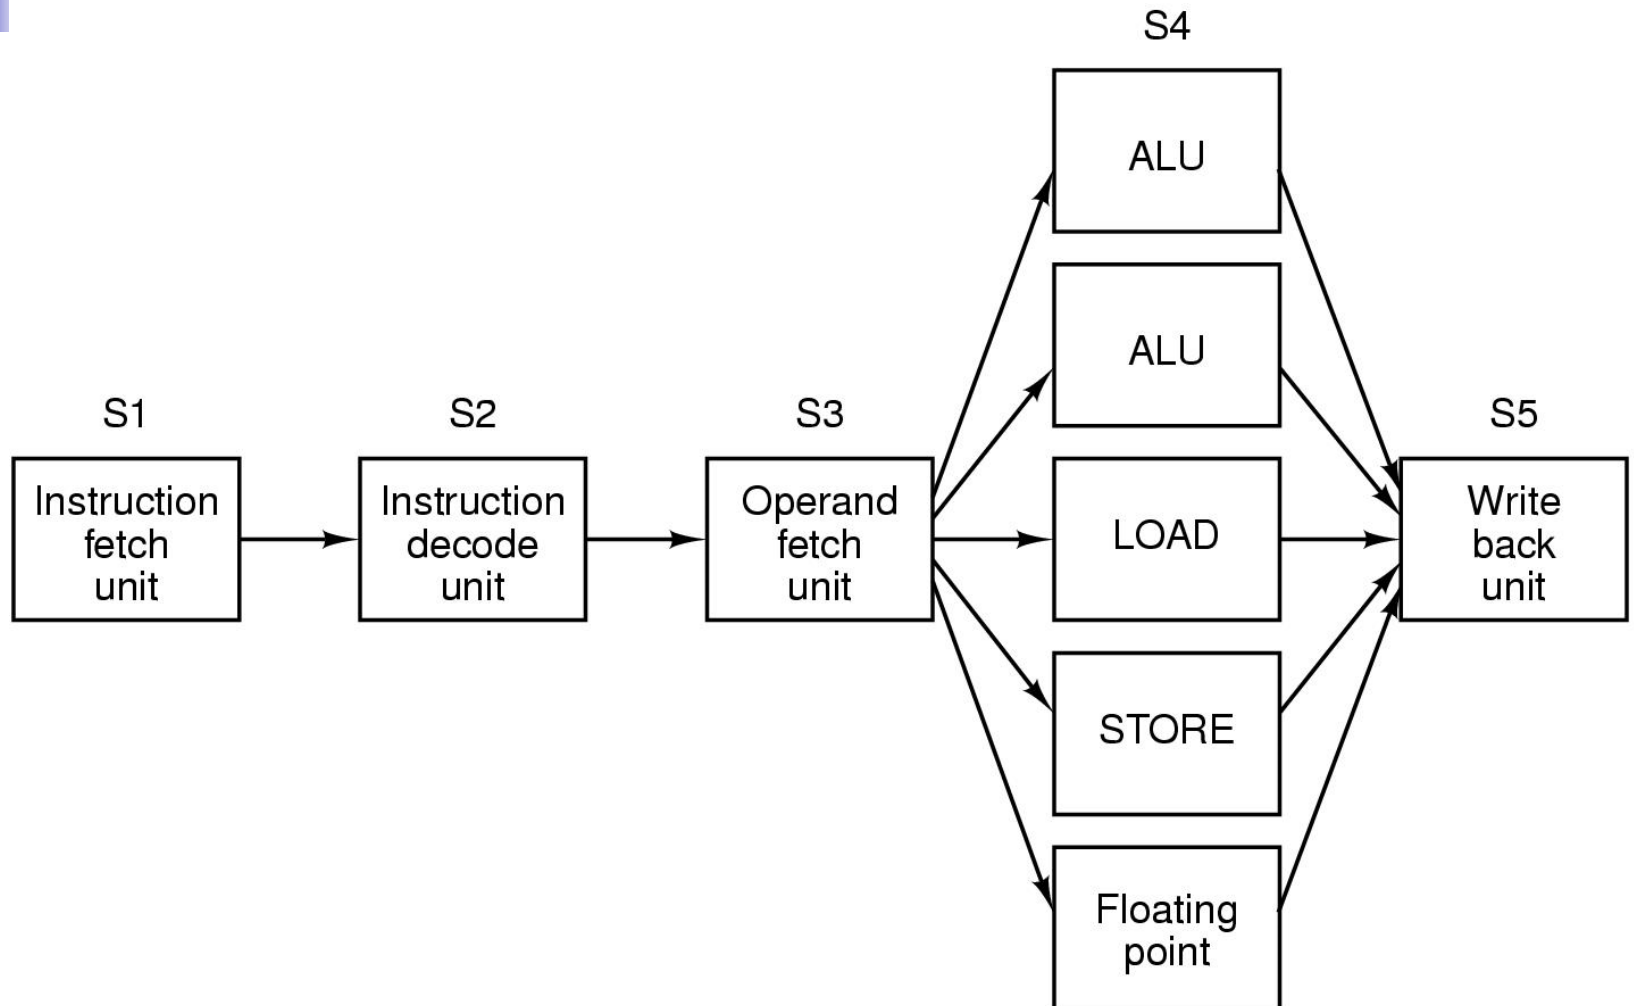 S4
ALU
ALU
S1
S2
S3
S5
Instruction
fetch
unit
Instruction
decode
unit
Operand
fetch
unit
LOAD
Write
back
unit
STORE
Floating
point